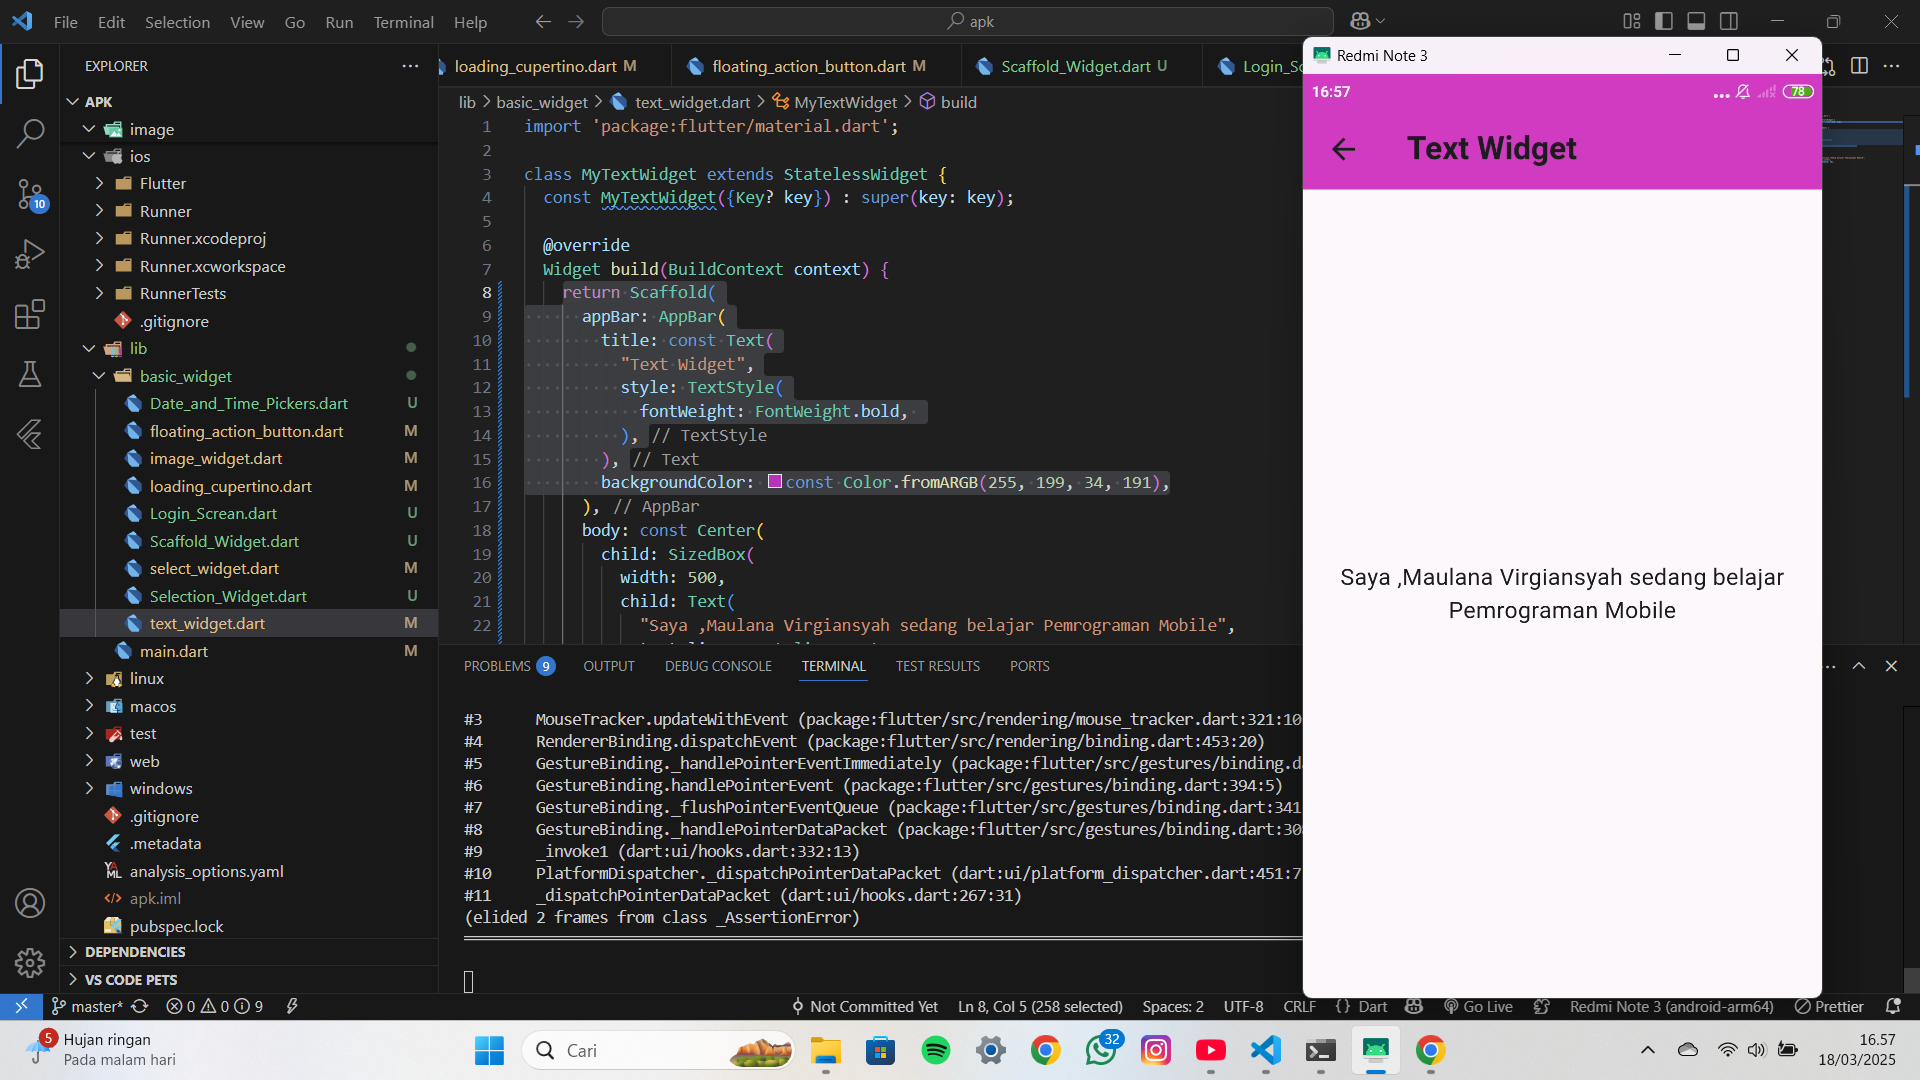 File Edit Selection View Go Run Terminal Help
apk
EXPLORER
APK
image
ios
Flutter
Runner
Runner.xcodeproj
Runner.xcworkspace
RunnerTests
.gitignore
lib
basic_widget
Date_and_Time_Pickers.dart U
floating_action_button.dart M
image_widget.dart M
loading_cupertino.dart M
Login_Screan.dart U
Scaffold_Widget.dart U
select_widget.dart M
Selection_Widget.dart U
text_widget.dart M
main.dart M
linux
macos
test
web
windows
.gitignore
.metadata
analysis_options.yaml
apk.iml
pubspec.lock
DEPENDENCIES
VS CODE PETS
10
loading_cupertino.dart M floating_action_button.dart M Scaffold_Widget.dart U Login_Sc
lib > basic_widget > text_widget.dart > MyTextWidget > build
1 import 'package:flutter/material.dart';
2
3 class MyTextWidget extends StatelessWidget {
4 const MyTextWidget({Key? key}) : super(key: key);
5
6 @override
7 Widget build(BuildContext context) {
8 return Scaffold(
9 appBar: AppBar(
10 title: const Text(
11 "Text Widget",
12 style: TextStyle(
13 fontWeight: FontWeight.bold,
14 ), // TextStyle
15 ), // Text
16 backgroundColor: const Color.fromARGB(255, 199, 34, 191),
17 ), // AppBar
18 body: const Center(
19 child: SizedBox(
20 width: 500,
21 child: Text(
22 "Saya ,Maulana Virgiansyah sedang belajar Pemrograman Mobile",
PROBLEMS 9 OUTPUT DEBUG CONSOLE TERMINAL TEST RESULTS PORTS
#3 MouseTracker.updateWithEvent (package:flutter/src/rendering/mouse_tracker.dart:321:10
#4 RendererBinding.dispatchEvent (package:flutter/src/rendering/binding.dart:453:20)
#5 GestureBinding._handlePointerEventImmediately (package:flutter/src/gestures/binding.d
#6 GestureBinding.handlePointerEvent (package:flutter/src/gestures/binding.dart:394:5)
#7 GestureBinding._flushPointerEventQueue (package:flutter/src/gestures/binding.dart:341
#8 GestureBinding._handlePointerDataPacket (package:flutter/src/gestures/binding.dart:30
#9 _invoke1 (dart:ui/hooks.dart:332:13)
#10 PlatformDispatcher._dispatchPointerDataPacket (dart:ui/platform_dispatcher.dart:451:7
#11 _dispatchPointerDataPacket (dart:ui/hooks.dart:267:31)
(elided 2 frames from class _AssertionError)
Redmi Note 3
16:57 78
Text Widget
Saya ,Maulana Virgiansyah sedang belajar
Pemrograman Mobile
master* 0 0 9 Not Committed Yet Ln 8, Col 5 (258 selected) Spaces: 2 UTF-8 CRLF {} Dart Go Live Redmi Note 3 (android-arm64) Prettier
5 Hujan ringan
Pada malam hari
Cari
32
16.57
18/03/2025